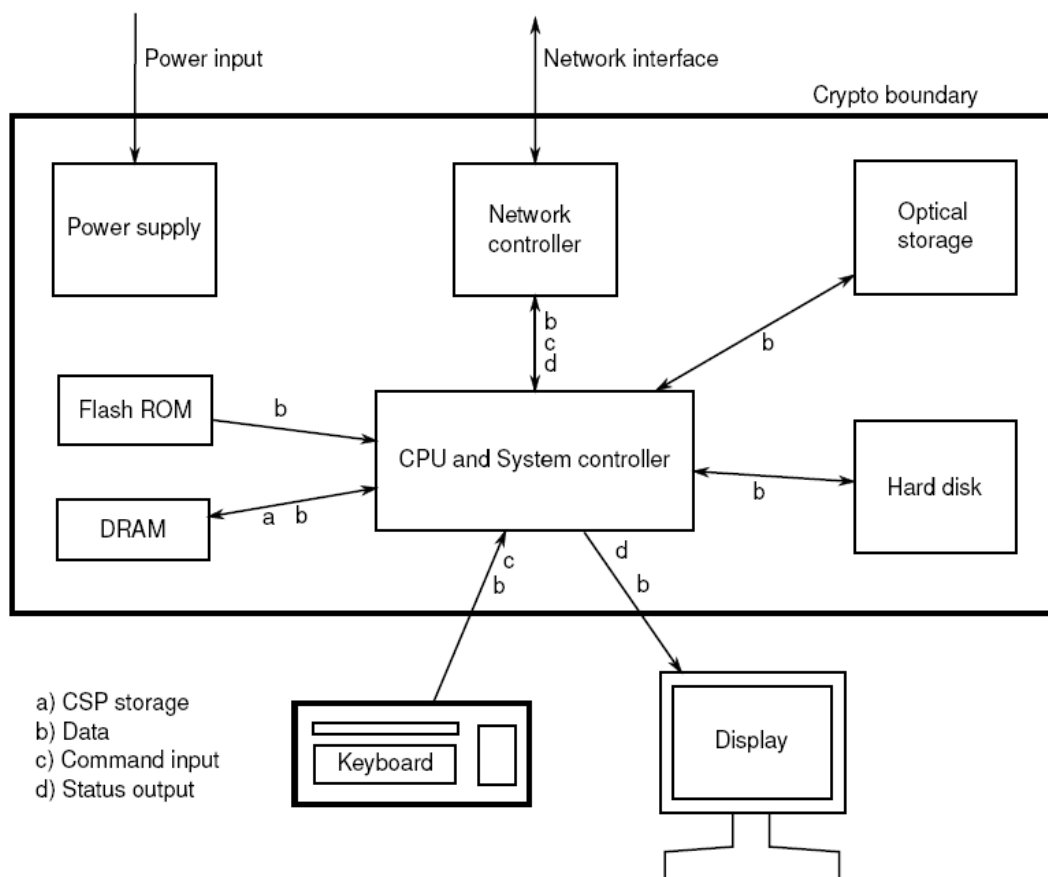 Power input
Network interface
Crypto boundary
Power supply
Network
controller
Optical
storage
b
c
d
b
Flash ROM
b
CPU and System controller
Hard disk
b
DRAM
a b
c
b
d
b
a) CSP storage
b) Data
c) Command input
d) Status output
Keyboard
Display